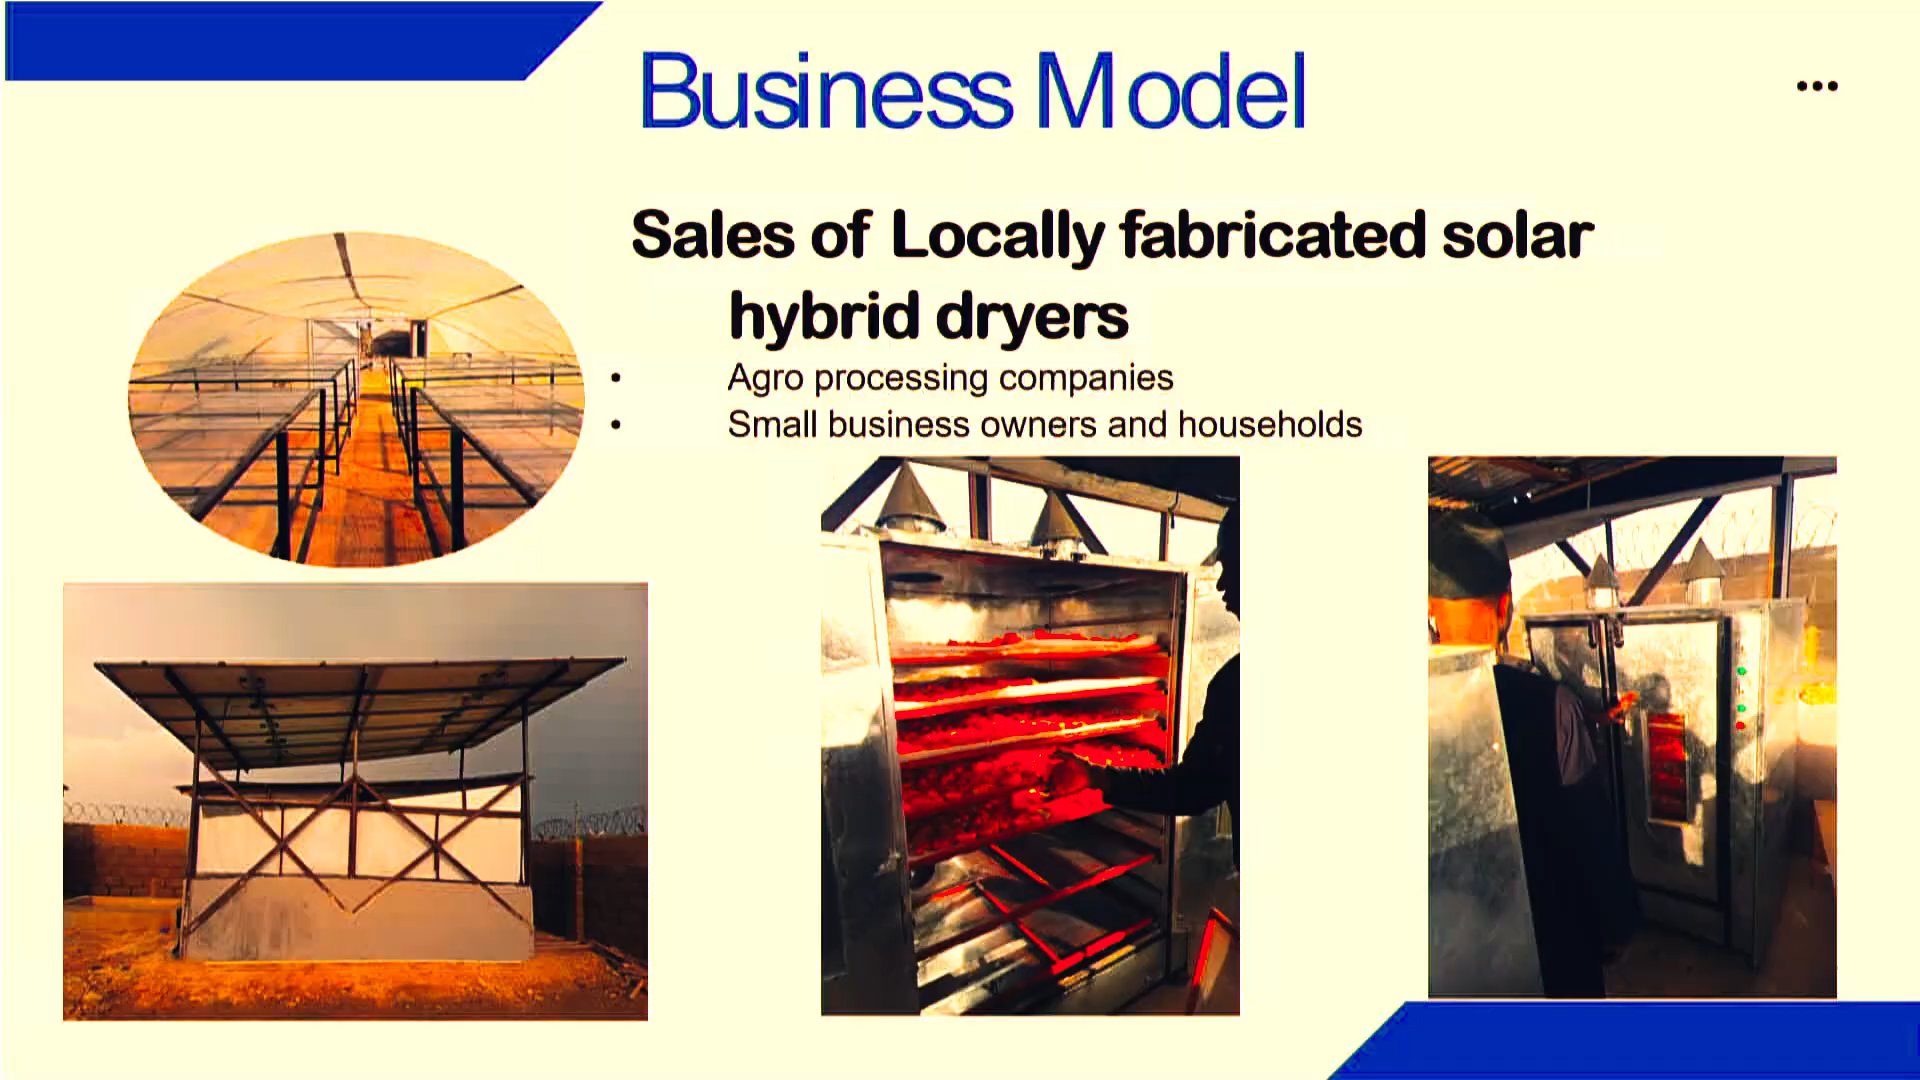 Business Model
Sales of Locally fabricated solar
hybrid dryers
• Agro processing companies
• Small business owners and households